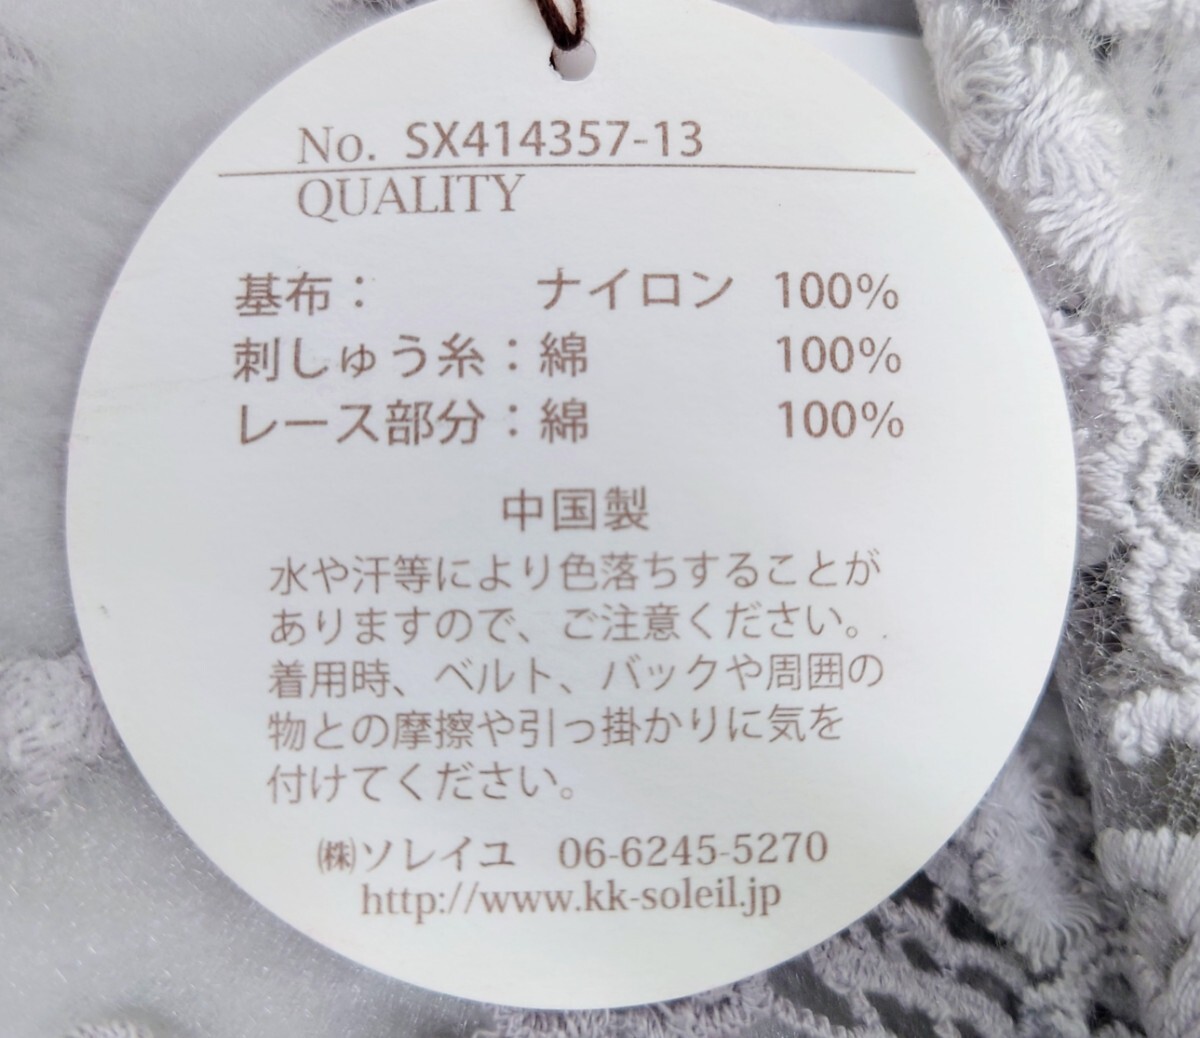 No. SX414357-13
QUALITY
基布： ナイロン 100%
刺しゅう糸：綿 100%
レース部分：綿 100%
中国製
水や汗等により色落ちすることが
ありますので、ご注意ください。
着用時、ベルト、バックや周囲の
物との摩擦や引っ掛かりに気を
付けてください。
㈱ソレイユ 06-6245-5270
http://www.kk-soleil.jp